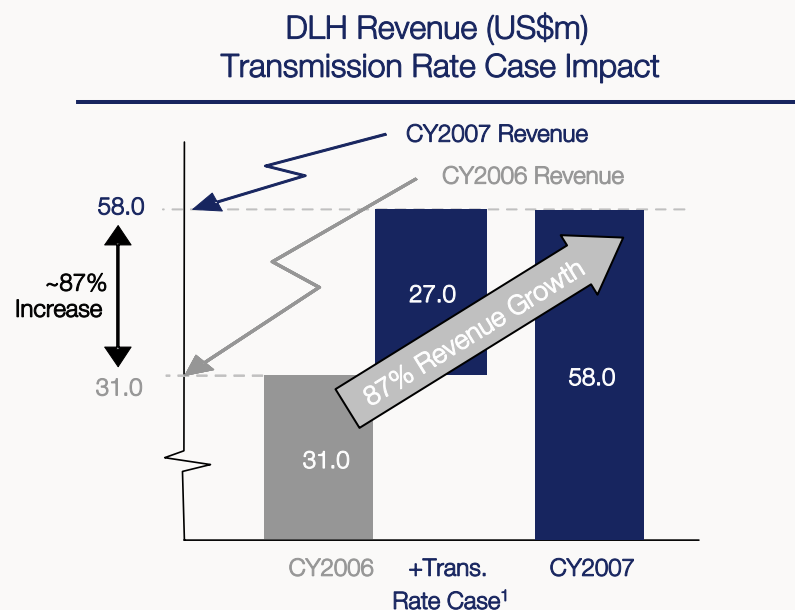 DLH Revenue (US$m)
Transmission Rate Case Impact
CY2007 Revenue
CY2006 Revenue
58.0
~87%
Increase
31.0
27.0
87% Revenue Growth
58.0
31.0
CY2006
+Trans.
Rate Case¹
CY2007